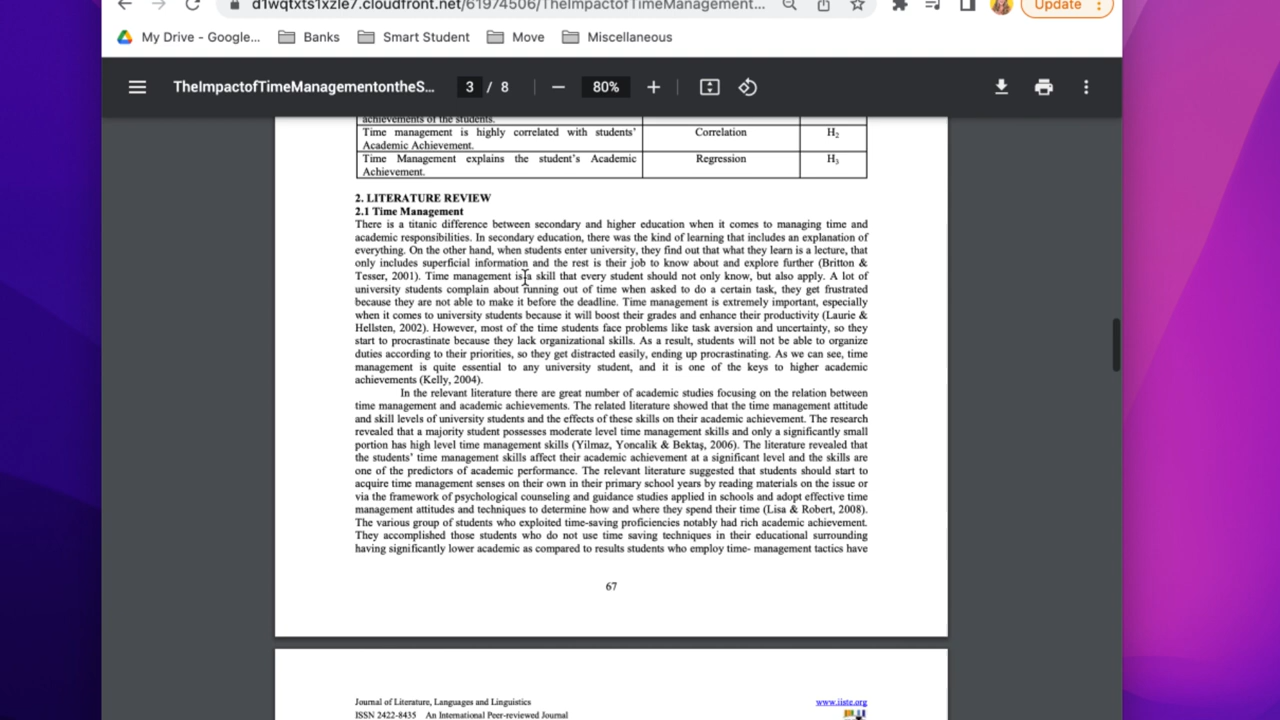 d1wqtxts1xzle7.cloudfront.net/61974506/TheImpactofTimeManagement...
Update
My Drive - Google...
Banks
Smart Student
Move
Miscellaneous
TheImpactofTimeManagementontheS...
3 / 8
80%
achievements of the students.
Time management is highly correlated with students' Correlation H2
Academic Achievement.
Time Management explains the student's Academic Regression H3
Achievement.
2. LITERATURE REVIEW
2.1 Time Management
There is a titanic difference between secondary and higher education when it comes to managing time and
academic responsibilities. In secondary education, there was the kind of learning that includes an explanation of
everything. On the other hand, when students enter university, they find out that what they learn is a lecture, that
only includes superficial information and the rest is their job to know about and explore further (Britton &
Tesser, 2001). Time management is a skill that every student should not only know, but also apply. A lot of
university students complain about running out of time when asked to do a certain task, they get frustrated
because they are not able to make it before the deadline. Time management is extremely important, especially
when it comes to university students because it will boost their grades and enhance their productivity (Laurie &
Hellsten, 2002). However, most of the time students face problems like task aversion and uncertainty, so they
start to procrastinate because they lack organizational skills. As a result, students will not be able to organize
duties according to their priorities, so they get distracted easily, ending up procrastinating. As we can see, time
management is quite essential to any university student, and it is one of the keys to higher academic
achievements (Kelly, 2004).
In the relevant literature there are great number of academic studies focusing on the relation between
time management and academic achievements. The related literature showed that the time management attitude
and skill levels of university students and the effects of these skills on their academic achievement. The research
revealed that a majority student possesses moderate level time management skills and only a significantly small
portion has high level time management skills (Yilmaz, Yoncalik & Bektaş, 2006). The literature revealed that
the students' time management skills affect their academic achievement at a significant level and the skills are
one of the predictors of academic performance. The relevant literature suggested that students should start to
acquire time management senses on their own in their primary school years by reading materials on the issue or
via the framework of psychological counseling and guidance studies applied in schools and adopt effective time
management attitudes and techniques to determine how and where they spend their time (Lisa & Robert, 2008).
The various group of students who exploited time-saving proficiencies notably had rich academic achievement.
They accomplished those students who do not use time saving techniques in their educational surrounding
having significantly lower academic as compared to results students who employ time- management tactics have
67
Journal of Literature, Languages and Linguistics www.iiste.org
ISSN 2422-8435 An International Peer-reviewed Journal